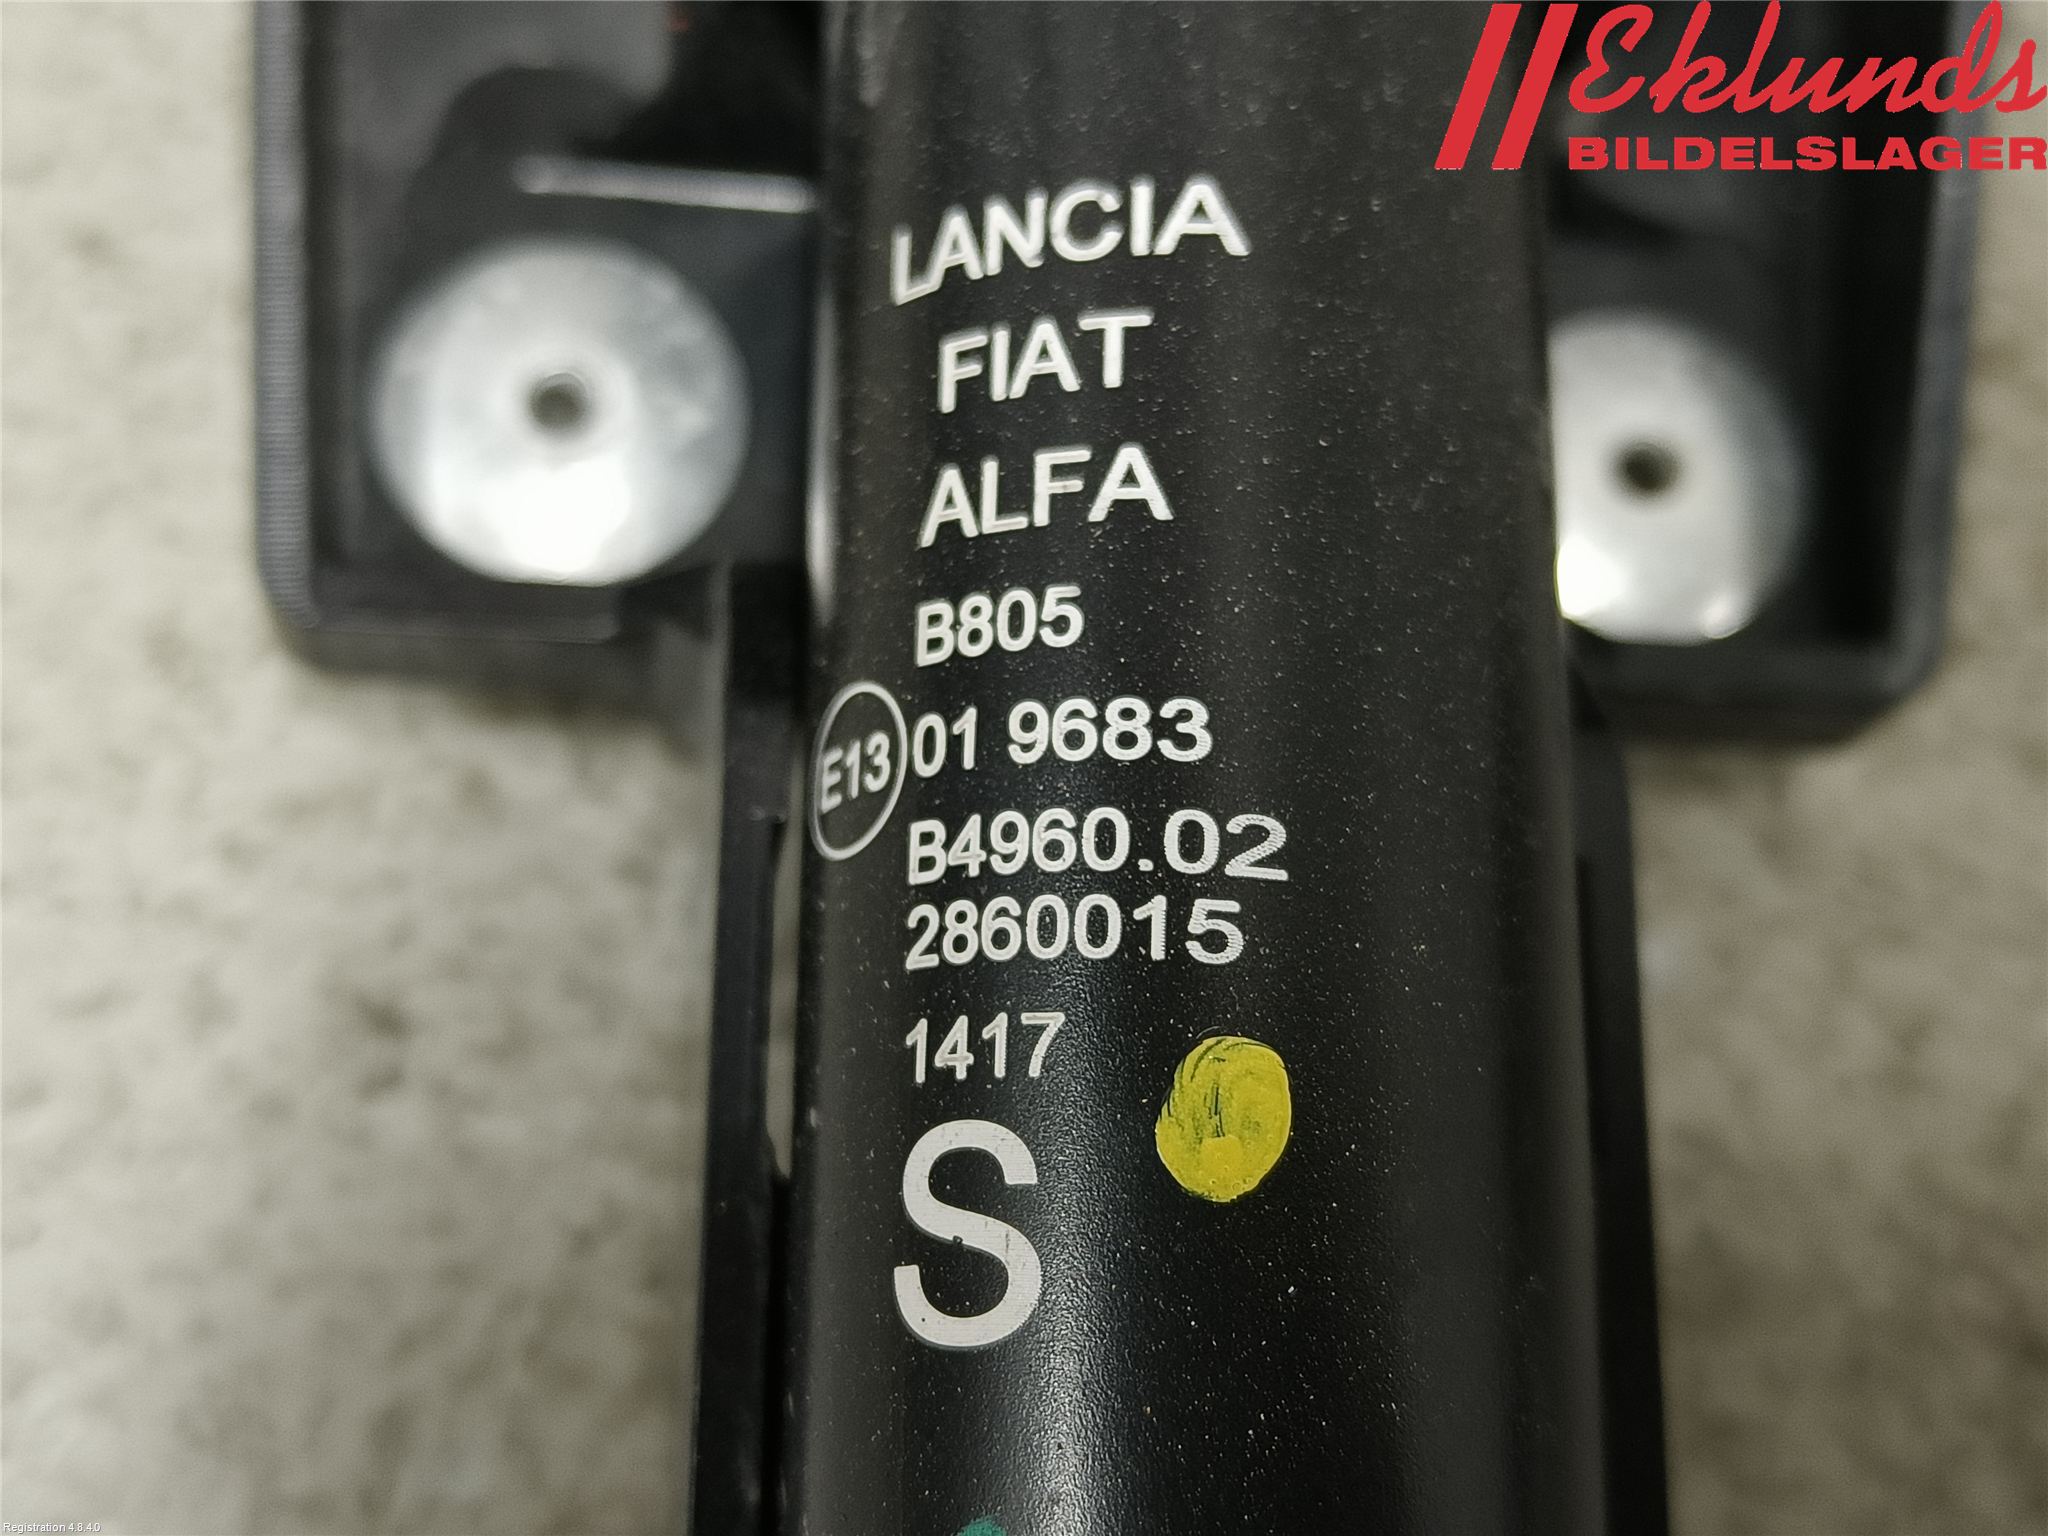 Eklunds
BILDELSLAGER
LANCIA
FIAT
ALFA
B805
E13 01 9683
B4960.02
2860015
1417
S
Registration 4.8.4.0